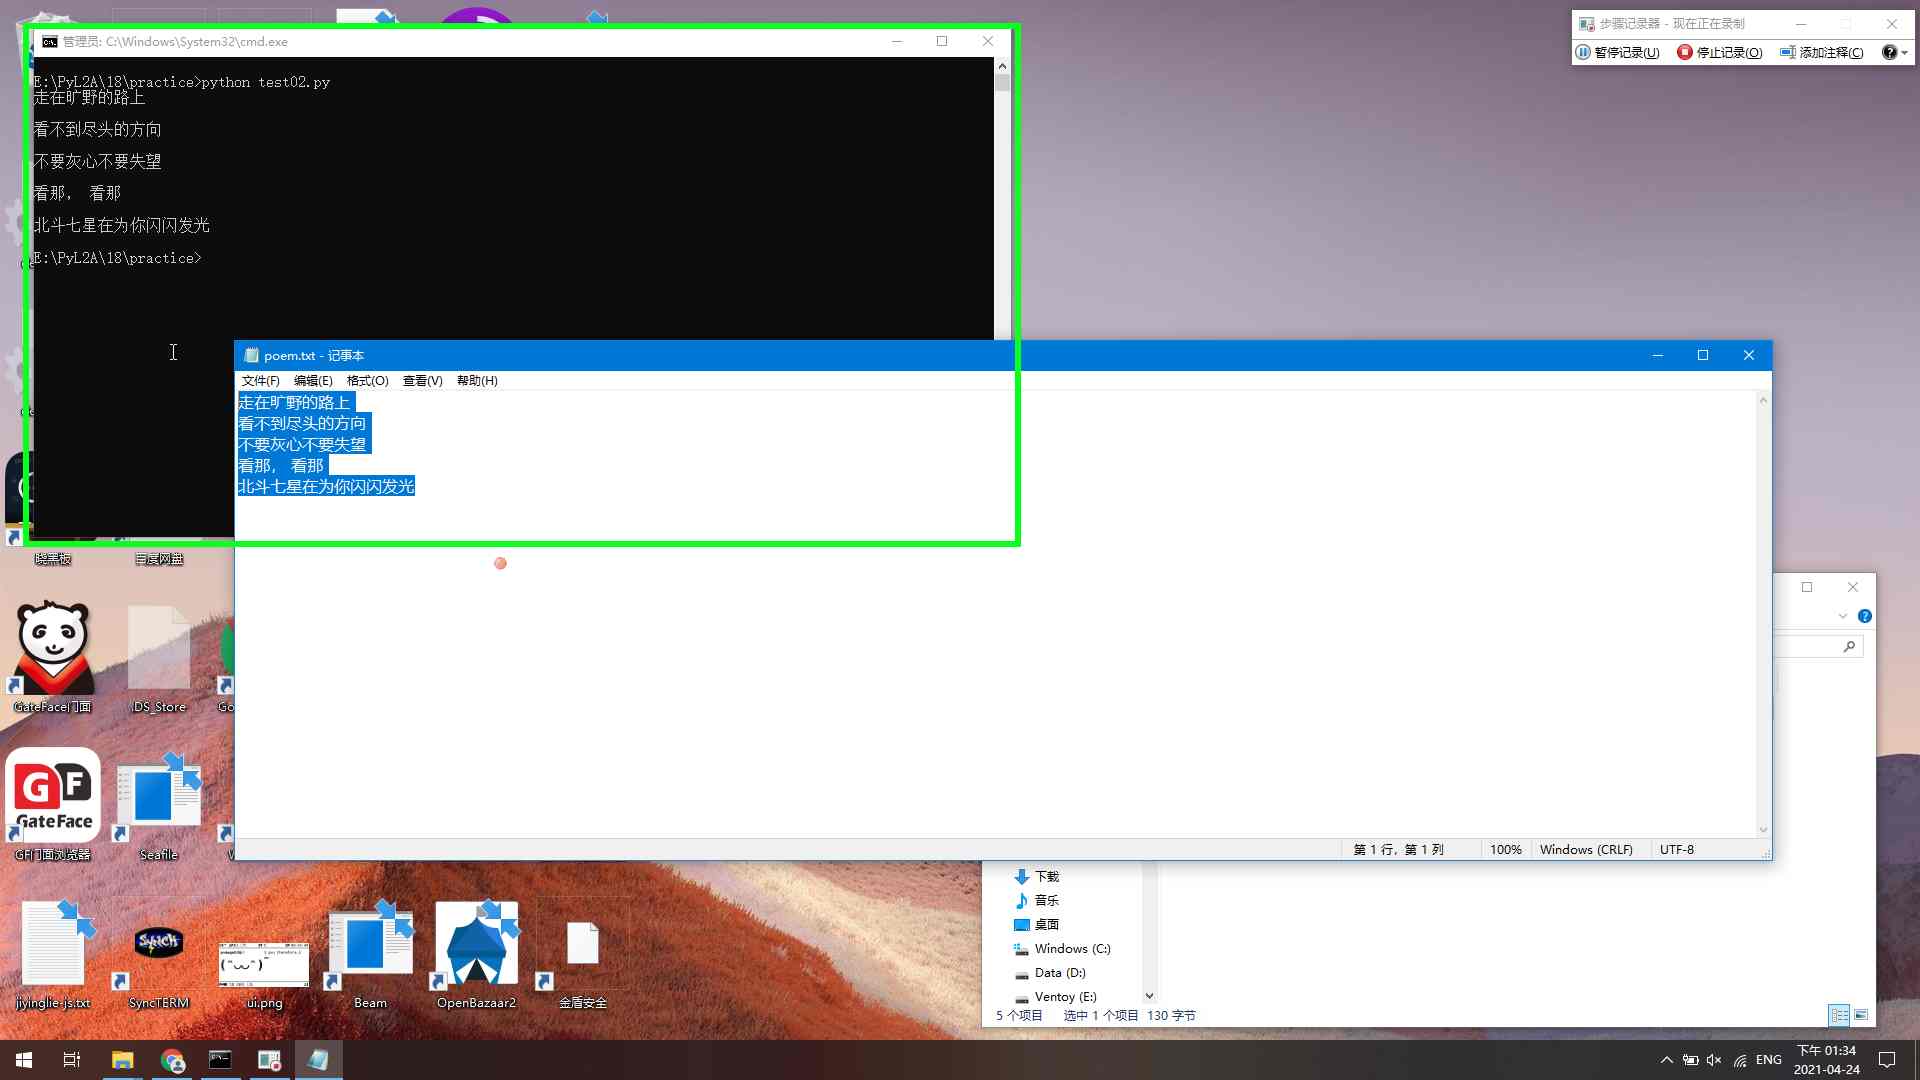 管理员: C:\Windows\System32\cmd.exe
E:\PyL2A\18\practice>python test02.py
走在旷野的路上
看不到尽头的方向
不要灰心不要失望
看那， 看那
北斗七星在为你闪闪发光
E:\PyL2A\18\practice>
步骤记录器 - 现在正在录制
暂停记录(U)
停止记录(O)
添加注释(C)
poem.txt - 记事本
文件(F)
编辑(E)
格式(O)
查看(V)
帮助(H)
走在旷野的路上
看不到尽头的方向
不要灰心不要失望
看那， 看那
北斗七星在为你闪闪发光
第 1 行，第 1 列
100%
Windows (CRLF)
UTF-8
晓黑板
百度网盘
GateFace门面
.DS_Store
Go
GF
GateFace
GF门面浏览器
Seafile
jiyinglie-js.txt
SyncTERM
ui.png
Beam
OpenBazaar2
金盾安全
下载
音乐
桌面
Windows (C:)
Data (D:)
Ventoy (E:)
5 个项目
选中 1 个项目 130 字节
ENG
下午 01:34
2021-04-24